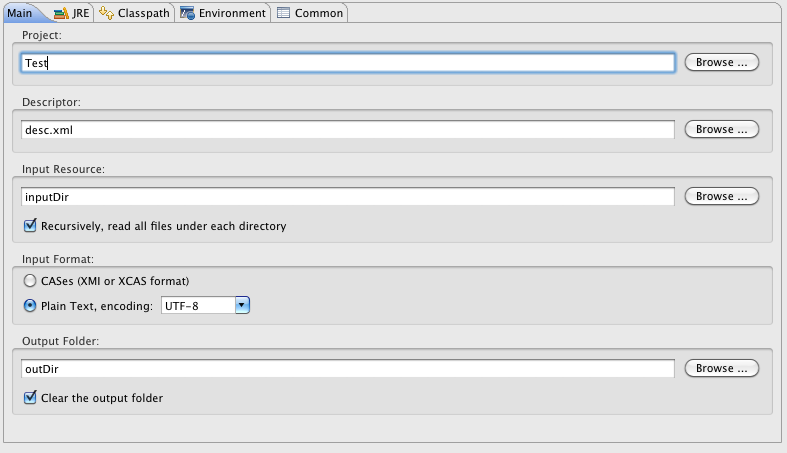 Main JRE Classpath Environment Common
Project:
Test
Browse ...
Descriptor:
desc.xml
Browse ...
Input Resource:
inputDir
Browse ...
Recursively, read all files under each directory
Input Format:
CASes (XMI or XCAS format)
Plain Text, encoding: UTF-8
Output Folder:
outDir
Browse ...
Clear the output folder